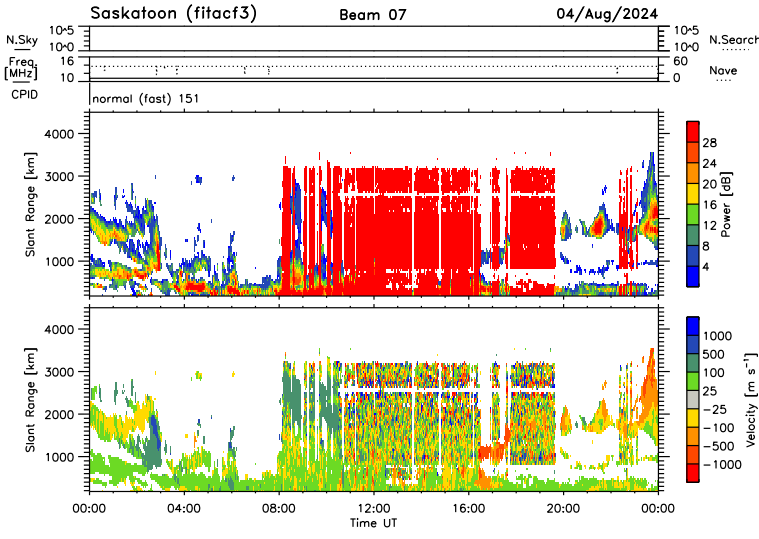 Saskatoon (fitacf3) Beam 07 04/Aug/2024
N.Sky 10^5 10^0 10^5 10^0 N.Search
Freq. [MHz] 16 10 60 0 Nave
CPID normal (fast) 151
Slant Range [km] 4000 3000 2000 1000
Power [dB] 28 24 20 16 12 8 4
Slant Range [km] 4000 3000 2000 1000
Velocity [m s⁻¹] 1000 500 100 25 −25 −100 −500 −1000
00:00 04:00 08:00 12:00 16:00 20:00 00:00
Time UT